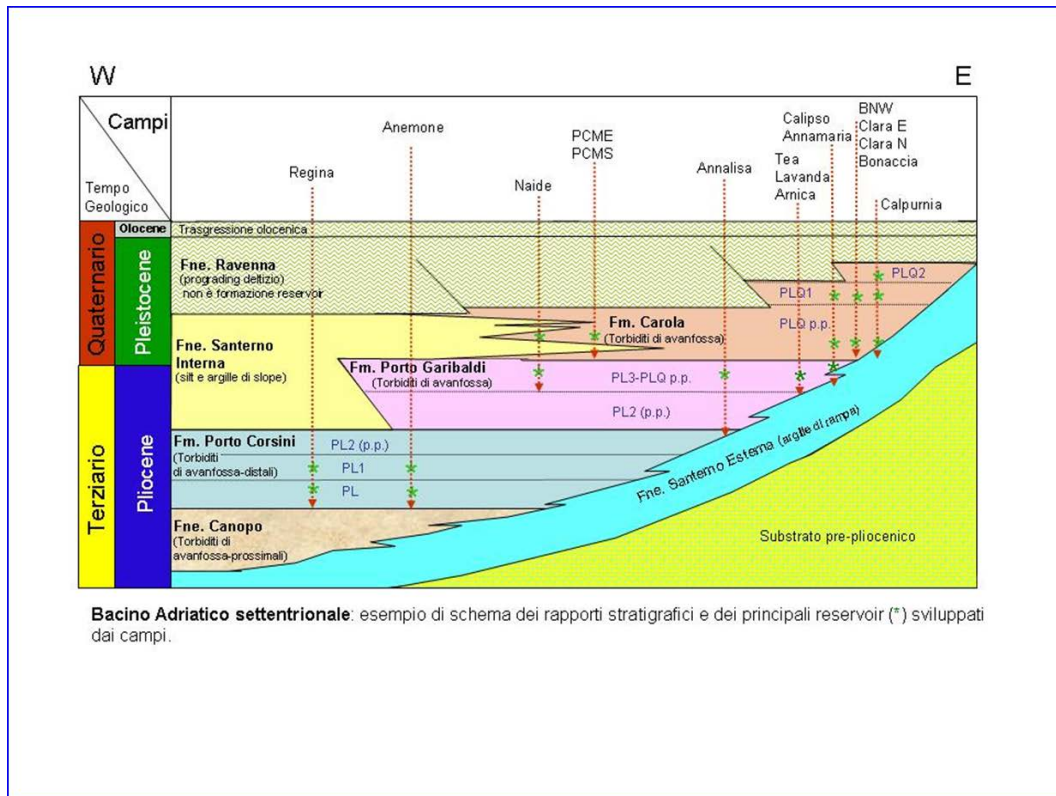 W
E
Campi
Tempo
Geologico
Regina
Anemone
Naide
PCME
PCMS
Annalisa
Tea
Lavanda
Arnica
Calipso
Annamaria
BNW
Clara E
Clara N
Bonaccia
Calpurnia
Quaternario
Terziario
Olocene
Pleistocene
Pliocene
Trasgressione olocenica
Fne. Ravenna
(prograding deltizio)
non è formazione reservoir
PLQ2
PLQ1
PLQ p.p.
Fm. Carola
(Torbiditi di avanfossa)
Fne. Santerno
Interna
(silt e argille di slope)
Fm. Porto Garibaldi
(Torbiditi di avanfossa)
PL3-PLQ p.p.
PL2 (p.p.)
Fm. Porto Corsini
(Torbiditi
di avanfossa-distali)
PL2 (p.p.)
PL1
PL
Fne. Canopo
(Torbiditi di
avanfossa-prossimali)
Fne. Santerno Esterna (argille di rampa)
Substrato pre-pliocenico
Bacino Adriatico settentrionale: esempio di schema dei rapporti stratigrafici e dei principali reservoir (*) sviluppati
dai campi.